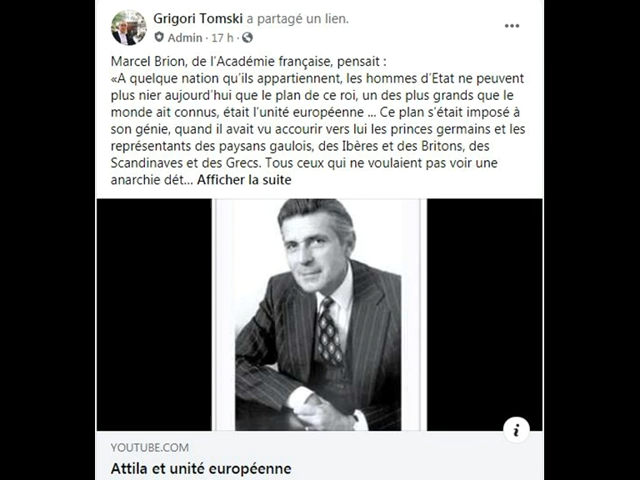 Grigori Tomski a partagé un lien.
Admin · 17 h ·
Marcel Brion, de l'Académie française, pensait :
«A quelque nation qu'ils appartiennent, les hommes d'Etat ne peuvent
plus nier aujourd'hui que le plan de ce roi, un des plus grands que le
monde ait connus, était l'unité européenne ... Ce plan s'était imposé à
son génie, quand il avait vu accourir vers lui les princes germains et les
représentants des paysans gaulois, des Ibères et des Britons, des
Scandinaves et des Grecs. Tous ceux qui ne voulaient pas voir une
anarchie dét... Afficher la suite
YOUTUBE.COM
Attila et unité européenne